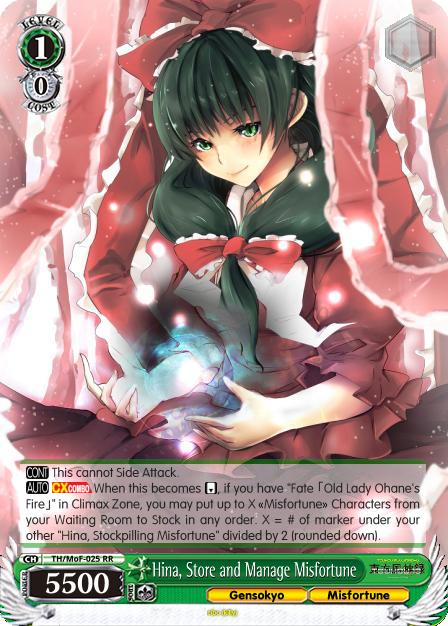 LEVEL
1
0
COST
CONT This cannot Side Attack.
AUTO CXCOMBO When this becomes , if you have "Fate「Old Lady Ohane's
Fire」" in Climax Zone, you may put up to X «Misfortune» Characters from
your Waiting Room to Stock in any order. X = # of marker under your
other "Hina, Stockpilling Misfortune" divided by 2 (rounded down).
CH TH/MoF-025 RR
POWER 5500 SOUL Hina, Store and Manage Misfortune
Gensokyo Misfortune